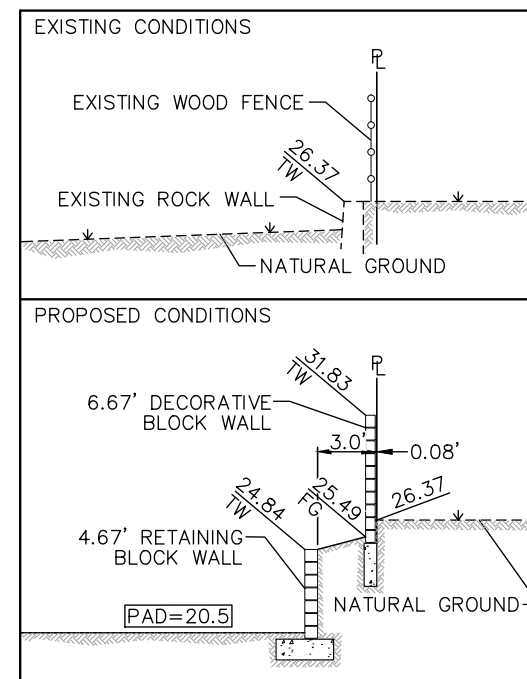 EXISTING CONDITIONS
PL
EXISTING WOOD FENCE
26.37
TW
EXISTING ROCK WALL
NATURAL GROUND
PROPOSED CONDITIONS
PL
31.83
TW
6.67' DECORATIVE
BLOCK WALL
3.0'
0.08'
24.84
TW
25.49
FG
26.37
4.67' RETAINING
BLOCK WALL
PAD=20.5
NATURAL GROUND